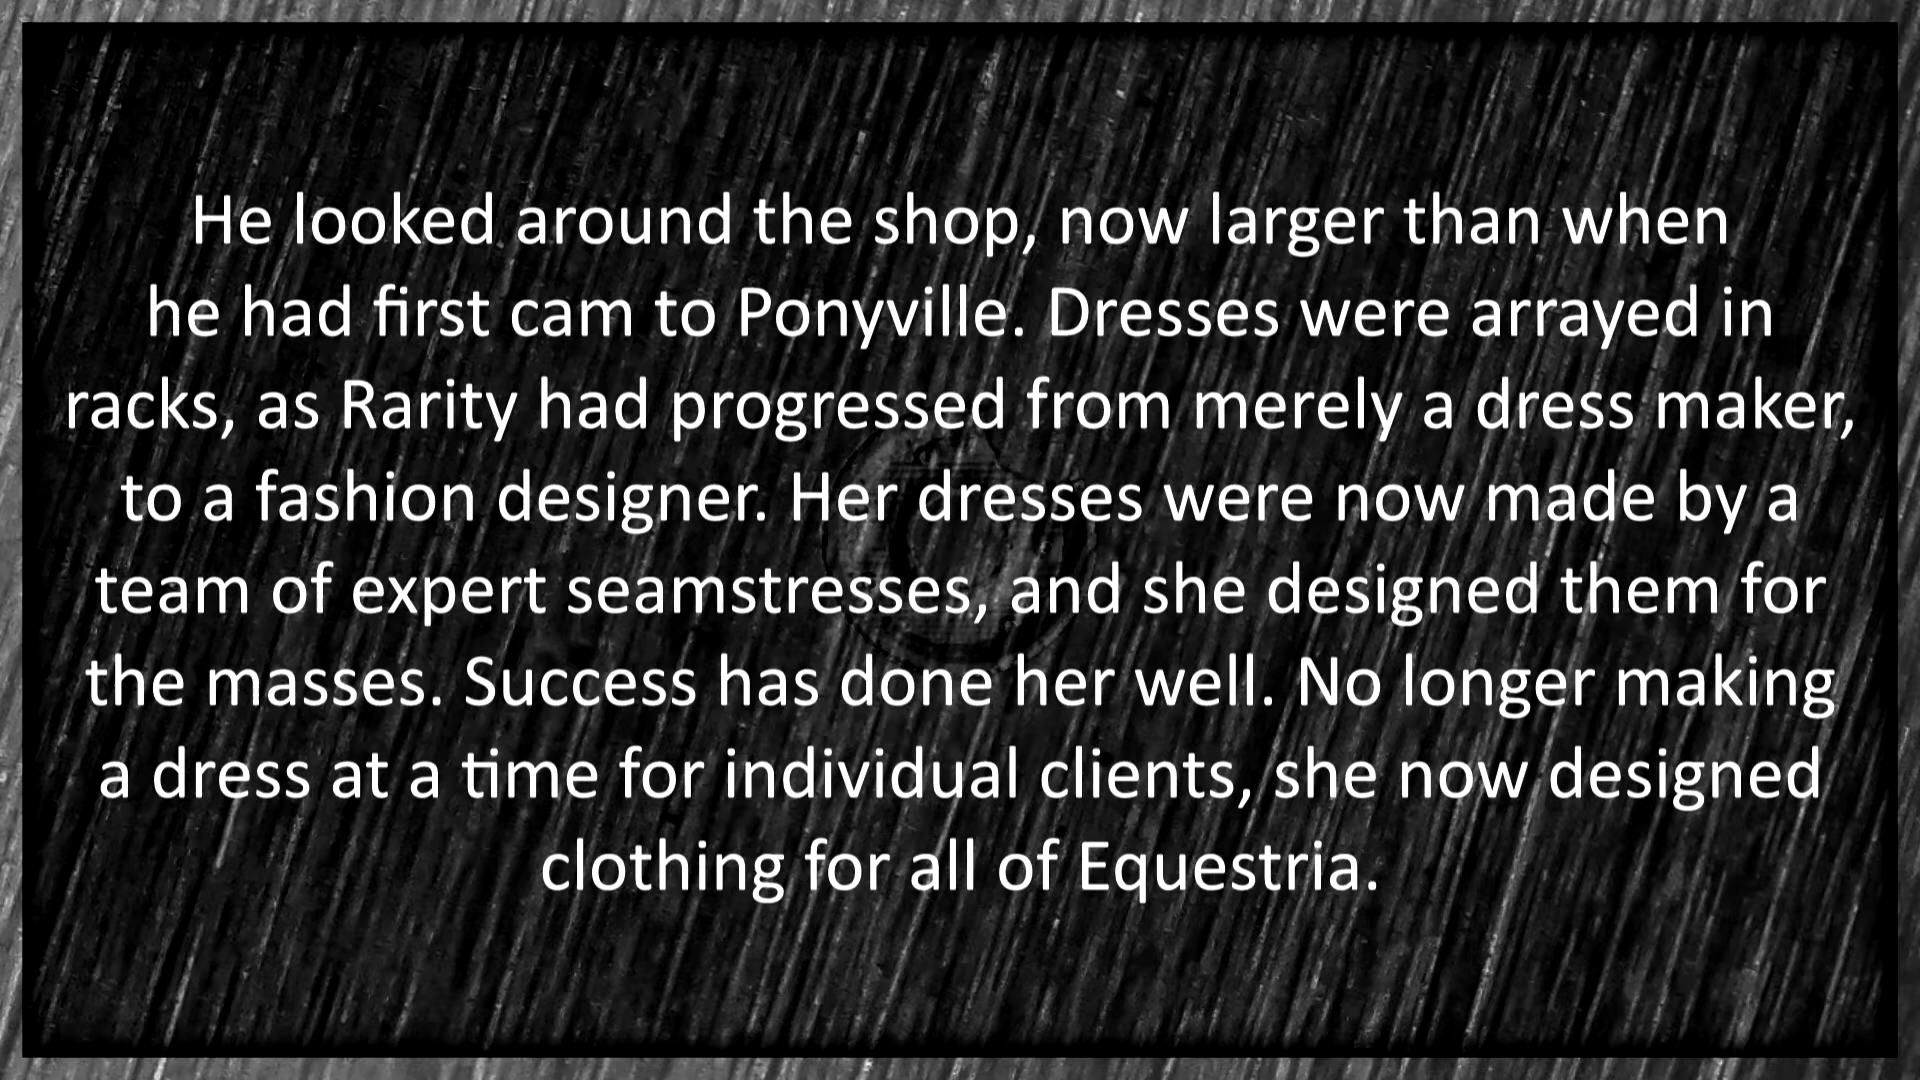 He looked around the shop, now larger than when
he had first cam to Ponyville. Dresses were arrayed in
racks, as Rarity had progressed from merely a dress maker,
to a fashion designer. Her dresses were now made by a
team of expert seamstresses, and she designed them for
the masses. Success has done her well. No longer making
a dress at a time for individual clients, she now designed
clothing for all of Equestria.